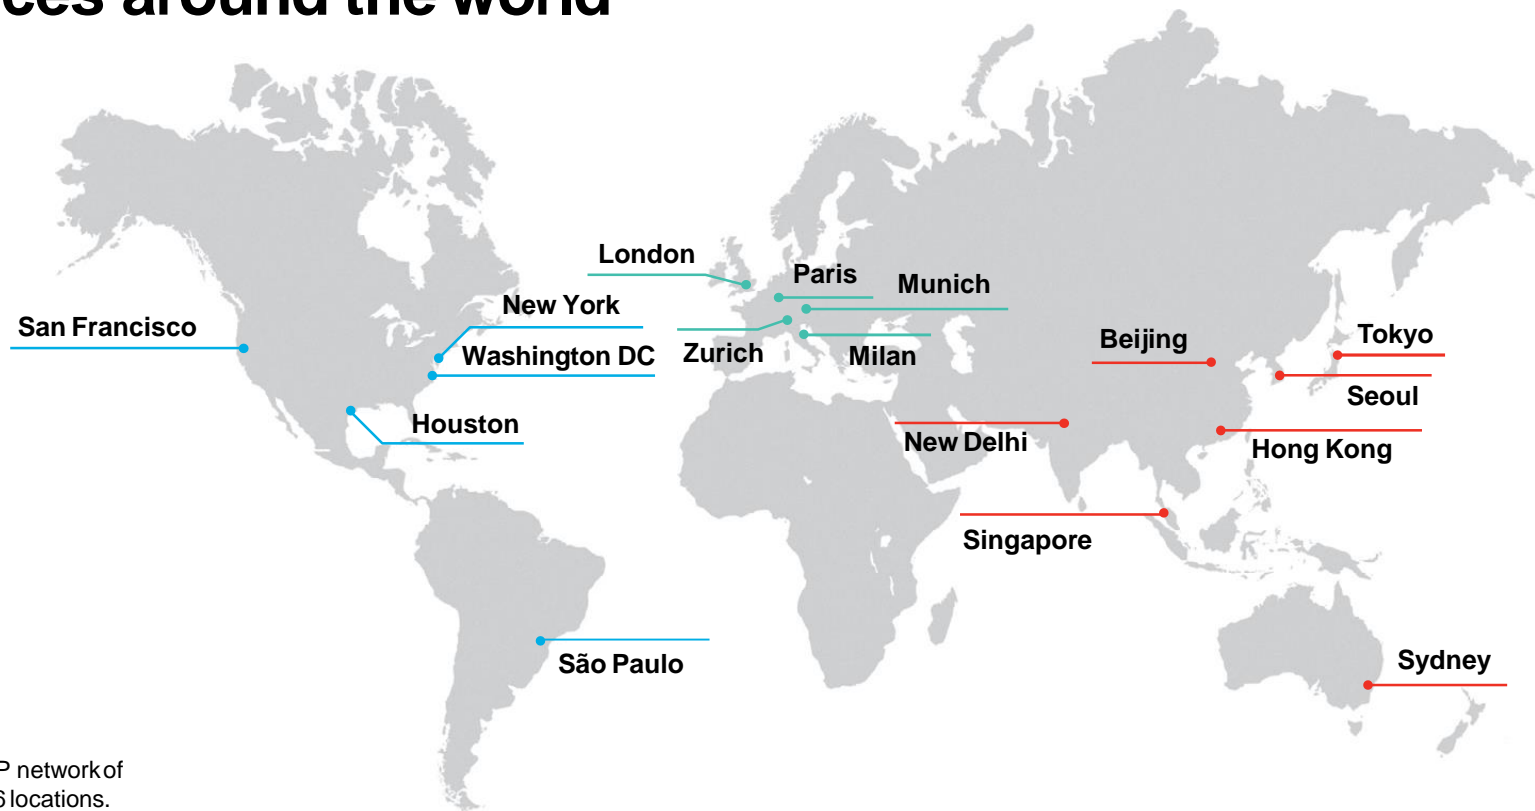 ces around the world
London
Paris
Munich
New York
San Francisco
Washington DC
Zurich
Milan
Beijing
Tokyo
Seoul
Houston
New Delhi
Hong Kong
Singapore
São Paulo
Sydney
P network of
6 locations.